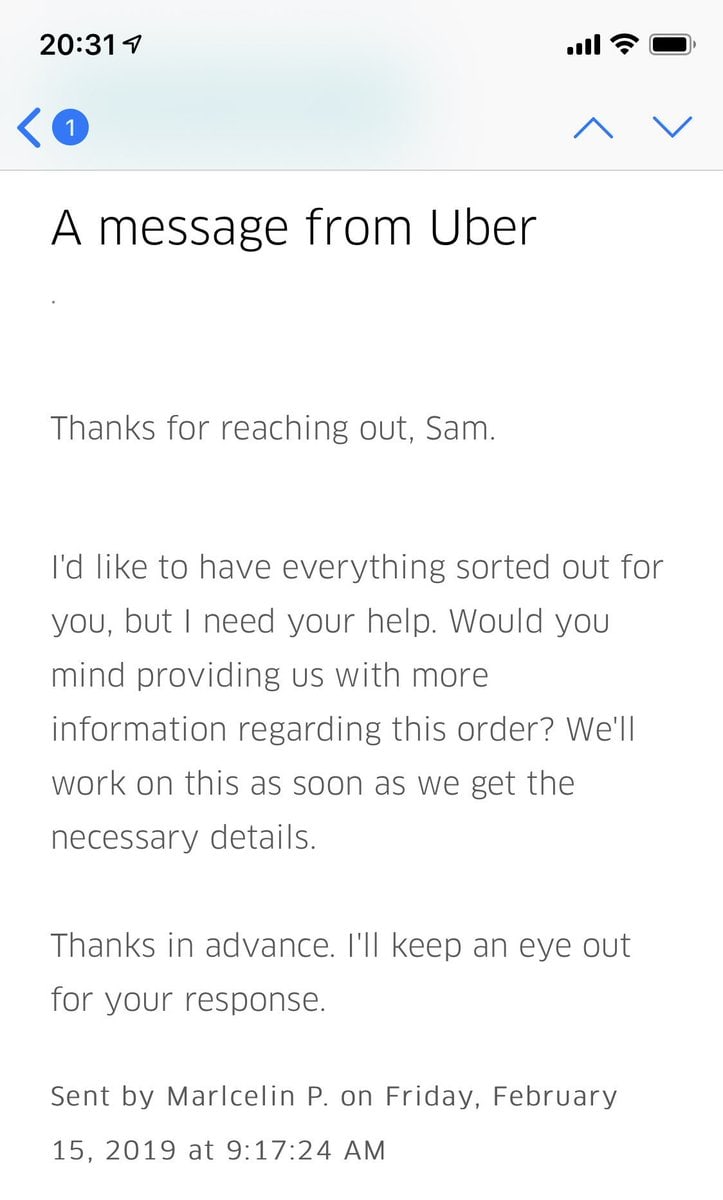 20:31
1
A message from Uber
.
Thanks for reaching out, Sam.
I'd like to have everything sorted out for
you, but I need your help. Would you
mind providing us with more
information regarding this order? We'll
work on this as soon as we get the
necessary details.
Thanks in advance. I'll keep an eye out
for your response.
Sent by Marlcelin P. on Friday, February
15, 2019 at 9:17:24 AM